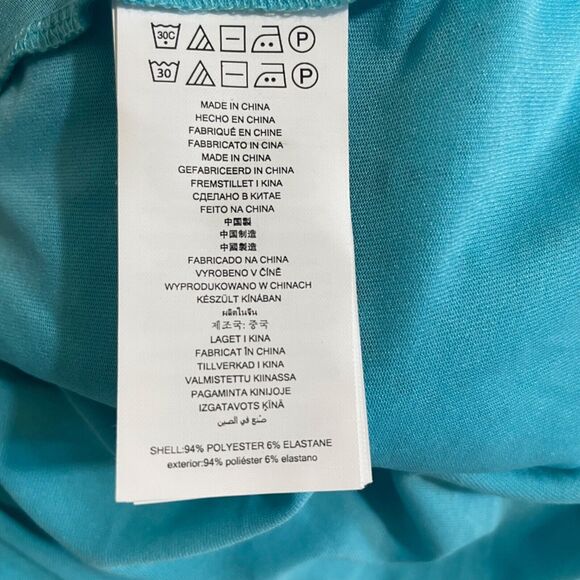 30C P
30 P
MADE IN CHINA
HECHO EN CHINA
FABRIQUÉ EN CHINE
FABBRICATO IN CINA
MADE IN CHINA
GEFABRICEERD IN CHINA
FREMSTILLET I KINA
СДЕЛАНО В КИТАЕ
FEITO NA CHINA
中国製
中国制造
中國製造
FABRICADO NA CHINA
VYROBENO V ČÍNĚ
WYPRODUKOWANO W CHINACH
KÉSZÜLT KÍNÁBAN
ผลิตในจีน
제조국: 중국
LAGET I KINA
FABRICAT ÎN CHINA
TILLVERKAD I KINA
VALMISTETTU KIINASSA
PAGAMINTA KINIJOJE
IZGATAVOTS ĶĪNĀ
صنع في الصين
SHELL:94% POLYESTER 6% ELASTANE
exterior:94% poliéster 6% elastano